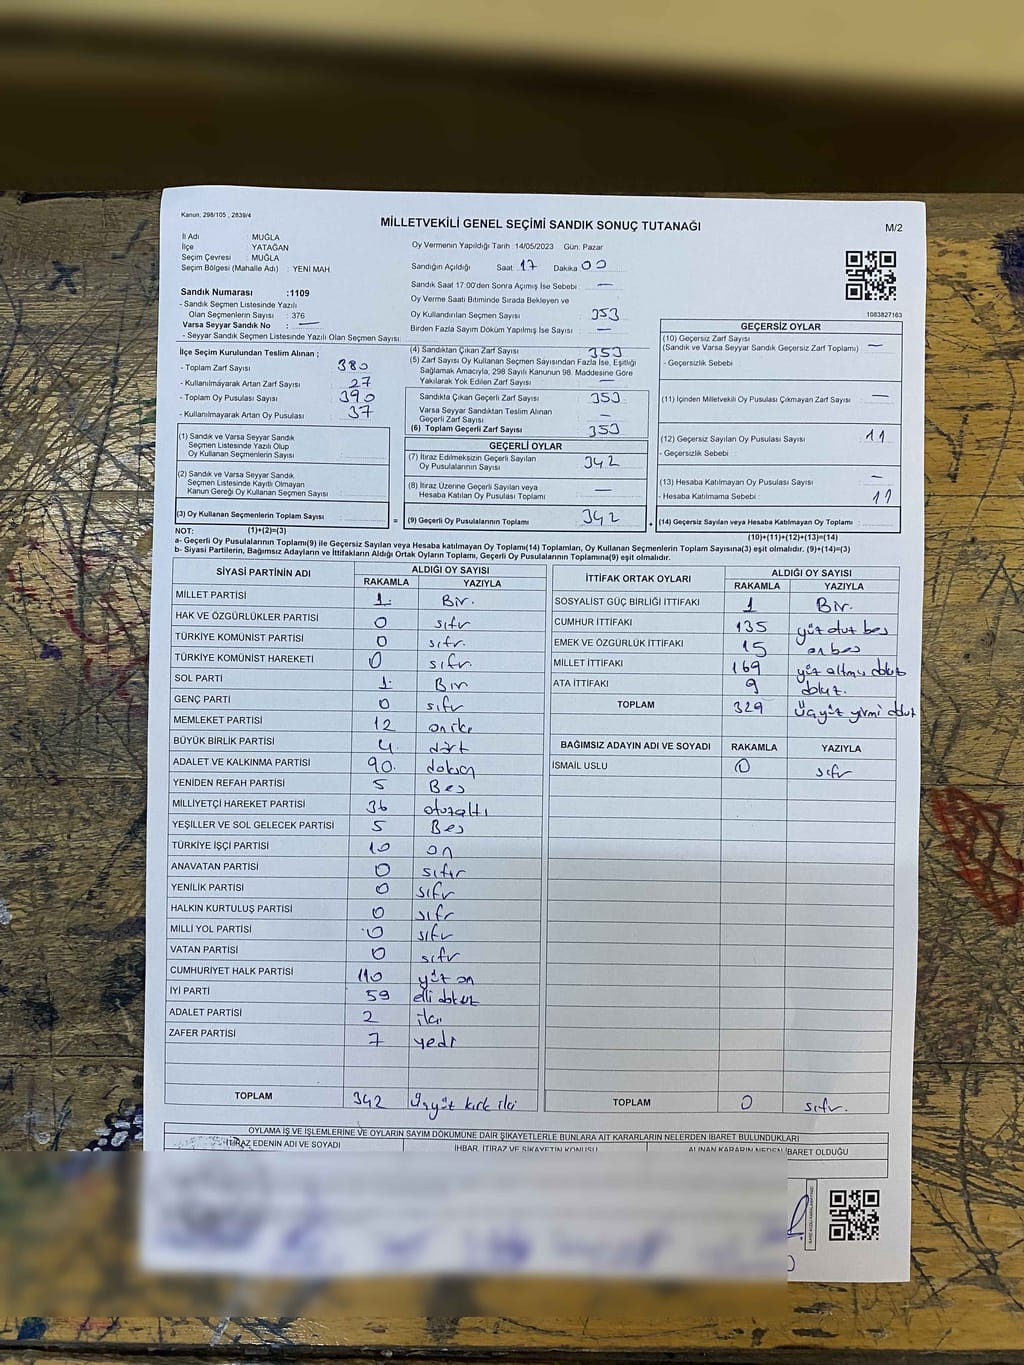 Kanun: 298/105 , 2839/4
MİLLETVEKİLİ GENEL SEÇİMİ SANDIK SONUÇ TUTANAĞI
M/2
İl Adı : MUĞLA
İlçe : YATAĞAN
Seçim Çevresi : MUĞLA
Seçim Bölgesi (Mahalle Adı) : YENİ MAH
Sandık Numarası :1109
- Sandık Seçmen Listesinde Yazılı
Olan Seçmenlerin Sayısı : 376
Varsa Seyyar Sandık No : —
- Seyyar Sandık Seçmen Listesinde Yazılı Olan Seçmen Sayısı:
Oy Vermenin Yapıldığı Tarih :14/05/2023 Gün: Pazar
Sandığın Açıldığı Saat: 17 Dakika 00
Sandık Saat 17:00'den Sonra Açımış İse Sebebi : —
Oy Verme Saati Bitiminde Sırada Bekleyen ve
Oy Kullandırılan Seçmen Sayısı : 353
Birden Fazla Sayım Döküm Yapılmış İse Sayısı : —
1083827163
İlçe Seçim Kurulundan Teslim Alınan ;
- Toplam Zarf Sayısı : 380
- Kullanılmayarak Artan Zarf Sayısı : 27
- Toplam Oy Pusulası Sayısı : 390
- Kullanılmayarak Artan Oy Pusulası : 37
(1) Sandık ve Varsa Seyyar Sandık
Seçmen Listesinde Yazılı Olup
Oy Kullanan Seçmenlerin Sayısı :
(2) Sandık ve Varsa Seyyar Sandık
Seçmen Listesinde Kayıtlı Olmayan
Kanun Gereği Oy Kullanan Seçmen Sayısı :
(3) Oy Kullanan Seçmenlerin Toplam Sayısı :
(1)+(2)=(3)
(4) Sandıktan Çıkan Zarf Sayısı : 353
(5) Zarf Sayısı Oy Kullanan Seçmen Sayısından Fazla İse, Eşitliği
Sağlamak Amacıyla, 298 Sayılı Kanunun 98. Maddesine Göre
Yakılarak Yok Edilen Zarf Sayısı : —
Sandıkta Çıkan Geçerli Zarf Sayısı : 353
Varsa Seyyar Sandıktan Teslim Alınan
Geçerli Zarf Sayısı : —
(6) Toplam Geçerli Zarf Sayısı : 353
GEÇERLİ OYLAR
(7) İtiraz Edilmeksizin Geçerli Sayılan
Oy Pusulalarının Sayısı : 342
(8) İtiraz Üzerine Geçerli Sayılan veya
Hesaba Katılan Oy Pusulası Toplamı : —
= (9) Geçerli Oy Pusulalarının Toplamı : 342 +
GEÇERSİZ OYLAR
(10) Geçersiz Zarf Sayısı
(Sandık ve Varsa Seyyar Sandık Geçersiz Zarf Toplamı) : —
- Geçersizlik Sebebi :
(11) İçinden Milletvekili Oy Pusulası Çıkmayan Zarf Sayısı : —
(12) Geçersiz Sayılan Oy Pusulası Sayısı : 11
- Geçersizlik Sebebi :
(13) Hesaba Katılmayan Oy Pusulası Sayısı : —
- Hesaba Katılmama Sebebi : 11
(14) Geçersiz Sayılan veya Hesaba Katılmayan Oy Toplamı :
(10)+(11)+(12)+(13)=(14)
NOT:
a- Geçerli Oy Pusulalarının Toplamı(9) ile Geçersiz Sayılan veya Hesaba katılmayan Oy Toplamı(14) Toplamları, Oy Kullanan Seçmenlerin Toplam Sayısına(3) eşit olmalıdır. (9)+(14)=(3)
b- Siyasi Partilerin, Bağımsız Adayların ve İttifakların Aldığı Ortak Oyların Toplamı, Geçerli Oy Pusulalarının Toplamına(9) eşit olmalıdır.
SİYASİ PARTİNİN ADI ALDIĞI OY SAYISI
RAKAMLA YAZIYLA
MİLLET PARTİSİ 1 Bir.
HAK VE ÖZGÜRLÜKLER PARTİSİ 0 sıfr
TÜRKİYE KOMÜNİST PARTİSİ 0 sıfr.
TÜRKİYE KOMÜNİST HAREKETİ 0 sıfr.
SOL PARTİ 1 Bir
GENÇ PARTİ 0 sıfr
MEMLEKET PARTİSİ 12 oniki
BÜYÜK BİRLİK PARTİSİ 4 dört
ADALET VE KALKINMA PARTİSİ 90 doksan
YENİDEN REFAH PARTİSİ 5 Beş
MİLLİYETÇİ HAREKET PARTİSİ 36 otuzaltı
YEŞİLLER VE SOL GELECEK PARTİSİ 5 Beş
TÜRKİYE İŞÇİ PARTİSİ 10 on
ANAVATAN PARTİSİ 0 sıfır
YENİLİK PARTİSİ 0 sıfr
HALKIN KURTULUŞ PARTİSİ 0 sıfr
MİLLİ YOL PARTİSİ 0 sıfr
VATAN PARTİSİ 0 sıfr
CUMHURİYET HALK PARTİSİ 110 yüz on
İYİ PARTİ 59 elli dokuz
ADALET PARTİSİ 2 iki
ZAFER PARTİSİ 7 yedi
TOPLAM 342 Üçyüz kırk iki
İTTİFAK ORTAK OYLARI ALDIĞI OY SAYISI
RAKAMLA YAZIYLA
SOSYALİST GÜÇ BİRLİĞİ İTTİFAKI 1 Bir.
CUMHUR İTTİFAKI 135 yüz otuz beş
EMEK VE ÖZGÜRLÜK İTTİFAKI 15 on beş
MİLLET İTTİFAKI 169 yüz altmış dokuz
ATA İTTİFAKI 9 dokuz.
TOPLAM 329 Üçyüz yirmi dokuz
BAĞIMSIZ ADAYIN ADI VE SOYADI RAKAMLA YAZIYLA
İSMAİL USLU 0 sıfr
TOPLAM 0 sıfr.
OYLAMA İŞ VE İŞLEMLERİNE VE OYLARIN SAYIM DÖKÜMÜNE DAİR ŞİKAYETLERLE BUNLARA AİT KARARLARIN NELERDEN İBARET BULUNDUKLARI
İTİRAZ EDENİN ADI VE SOYADI İHBAR, İTİRAZ VE ŞİKAYETİN KONUSU ALINAN KARARIN NEDEN İBARET OLDUĞU